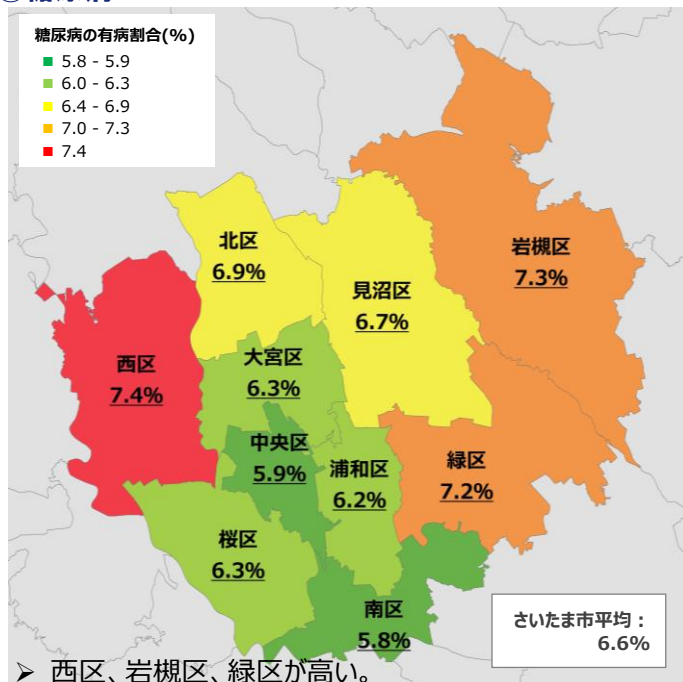 糖尿病の有病割合(%)
5.8 - 5.9
6.0 - 6.3
6.4 - 6.9
7.0 - 7.3
7.4
北区
6.9%
見沼区
6.7%
岩槻区
7.3%
西区
7.4%
大宮区
6.3%
中央区
5.9%
浦和区
6.2%
緑区
7.2%
桜区
6.3%
南区
5.8%
さいたま市平均：
6.6%
➢ 西区、岩槻区、緑区が高い。